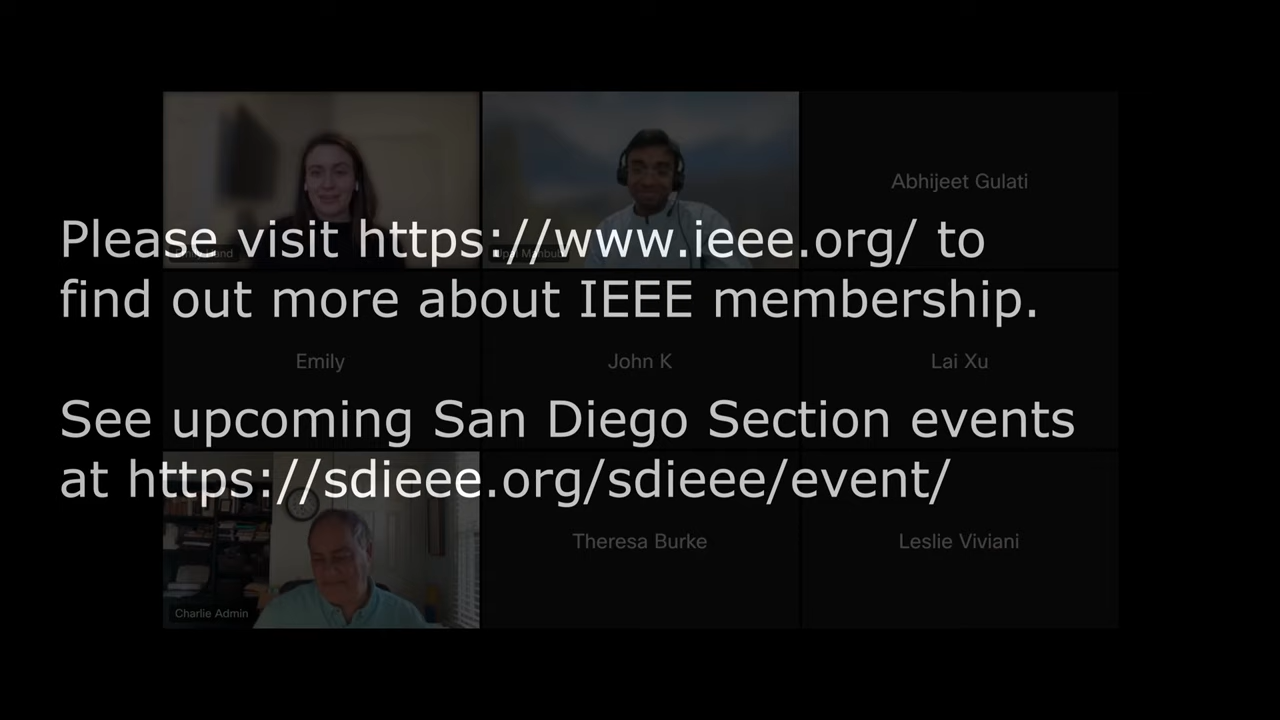 Abhijeet Gulati
Please visit https://www.ieee.org/ to
find out more about IEEE membership.
Emily
John K
Lai Xu
See upcoming San Diego Section events
at https://sdieee.org/sdieee/event/
Theresa Burke
Leslie Viviani
Charlie Admin